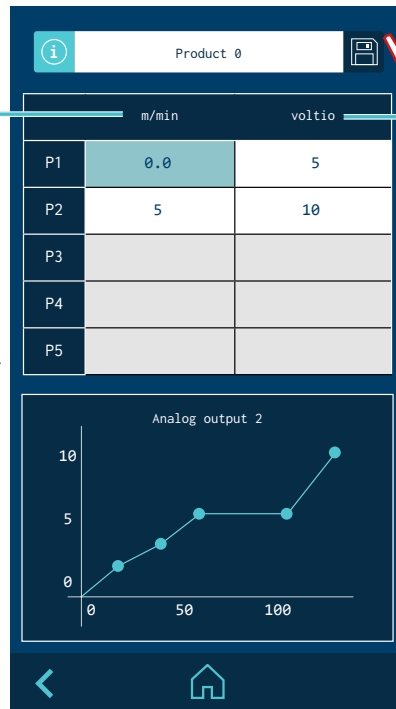 i Product 0
m/min voltio
P1 0.0 5
P2 5 10
P3
P4
P5
Analog output 2
10
5
0
0 50 100